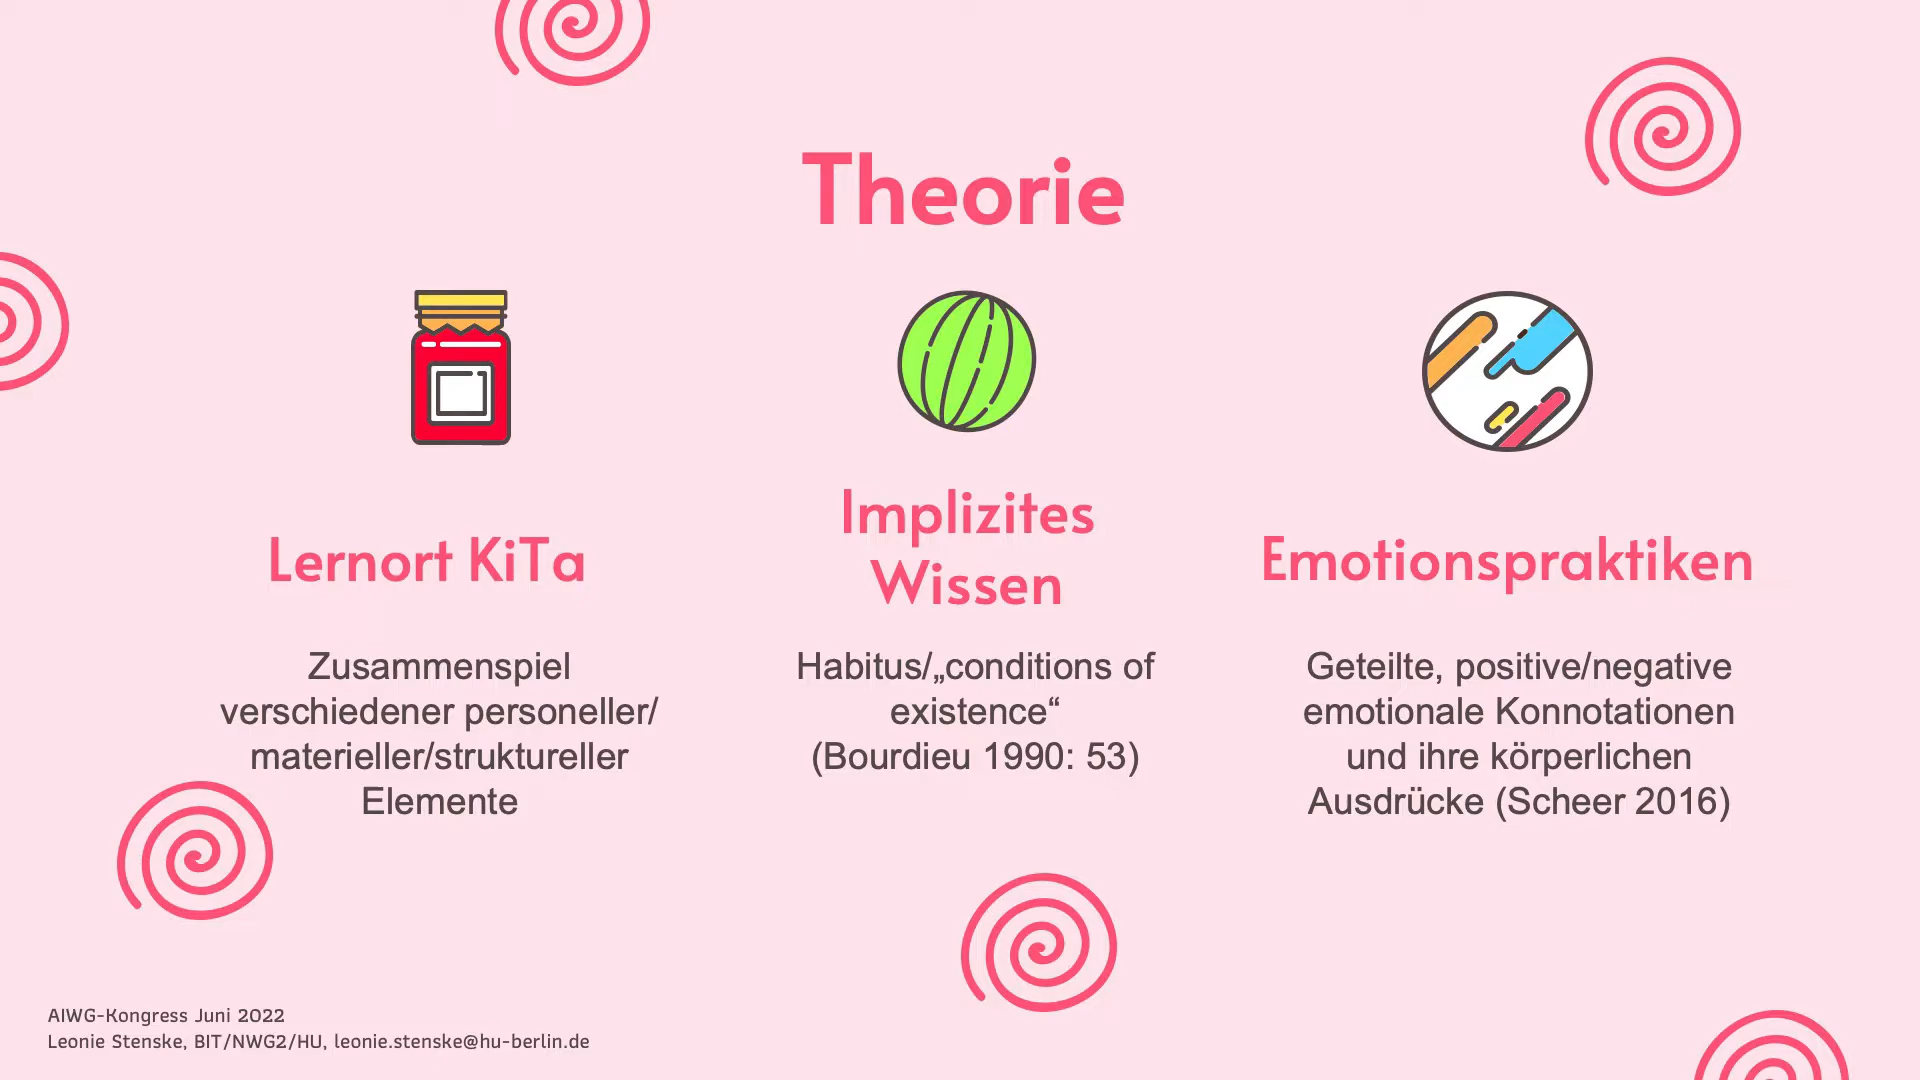 Theorie
Lernort KiTa
Zusammenspiel
verschiedener personeller/
materieller/struktureller
Elemente
Implizites
Wissen
Habitus/„conditions of
existence“
(Bourdieu 1990: 53)
Emotionspraktiken
Geteilte, positive/negative
emotionale Konnotationen
und ihre körperlichen
Ausdrücke (Scheer 2016)
AIWG-Kongress Juni 2022
Leonie Stenske, BIT/NWG2/HU, leonie.stenske@hu-berlin.de